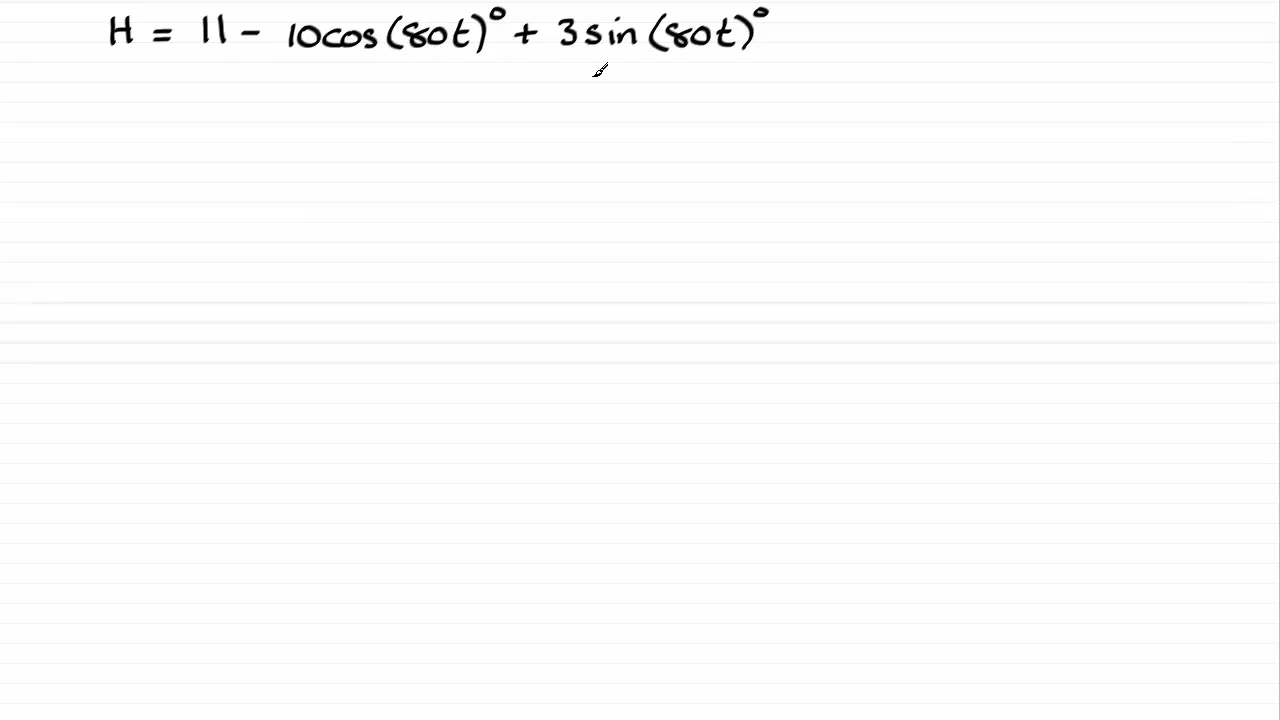 H = 11 - 10cos(80t)° + 3sin(80t)°